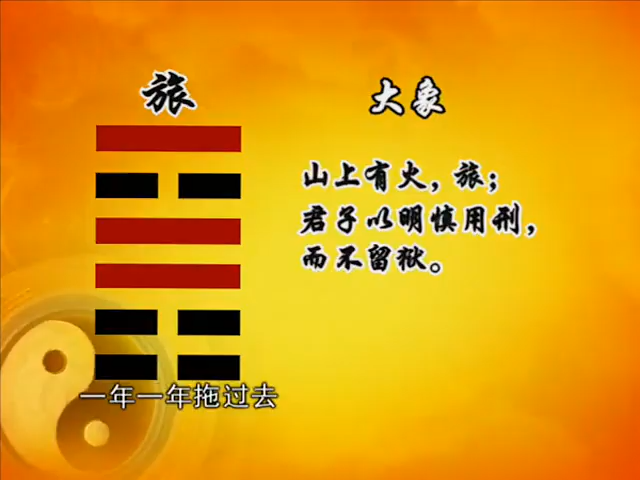 旅
大象
山上有火，旅；
君子以明慎用刑，
而不留狱。
一年一年拖过去